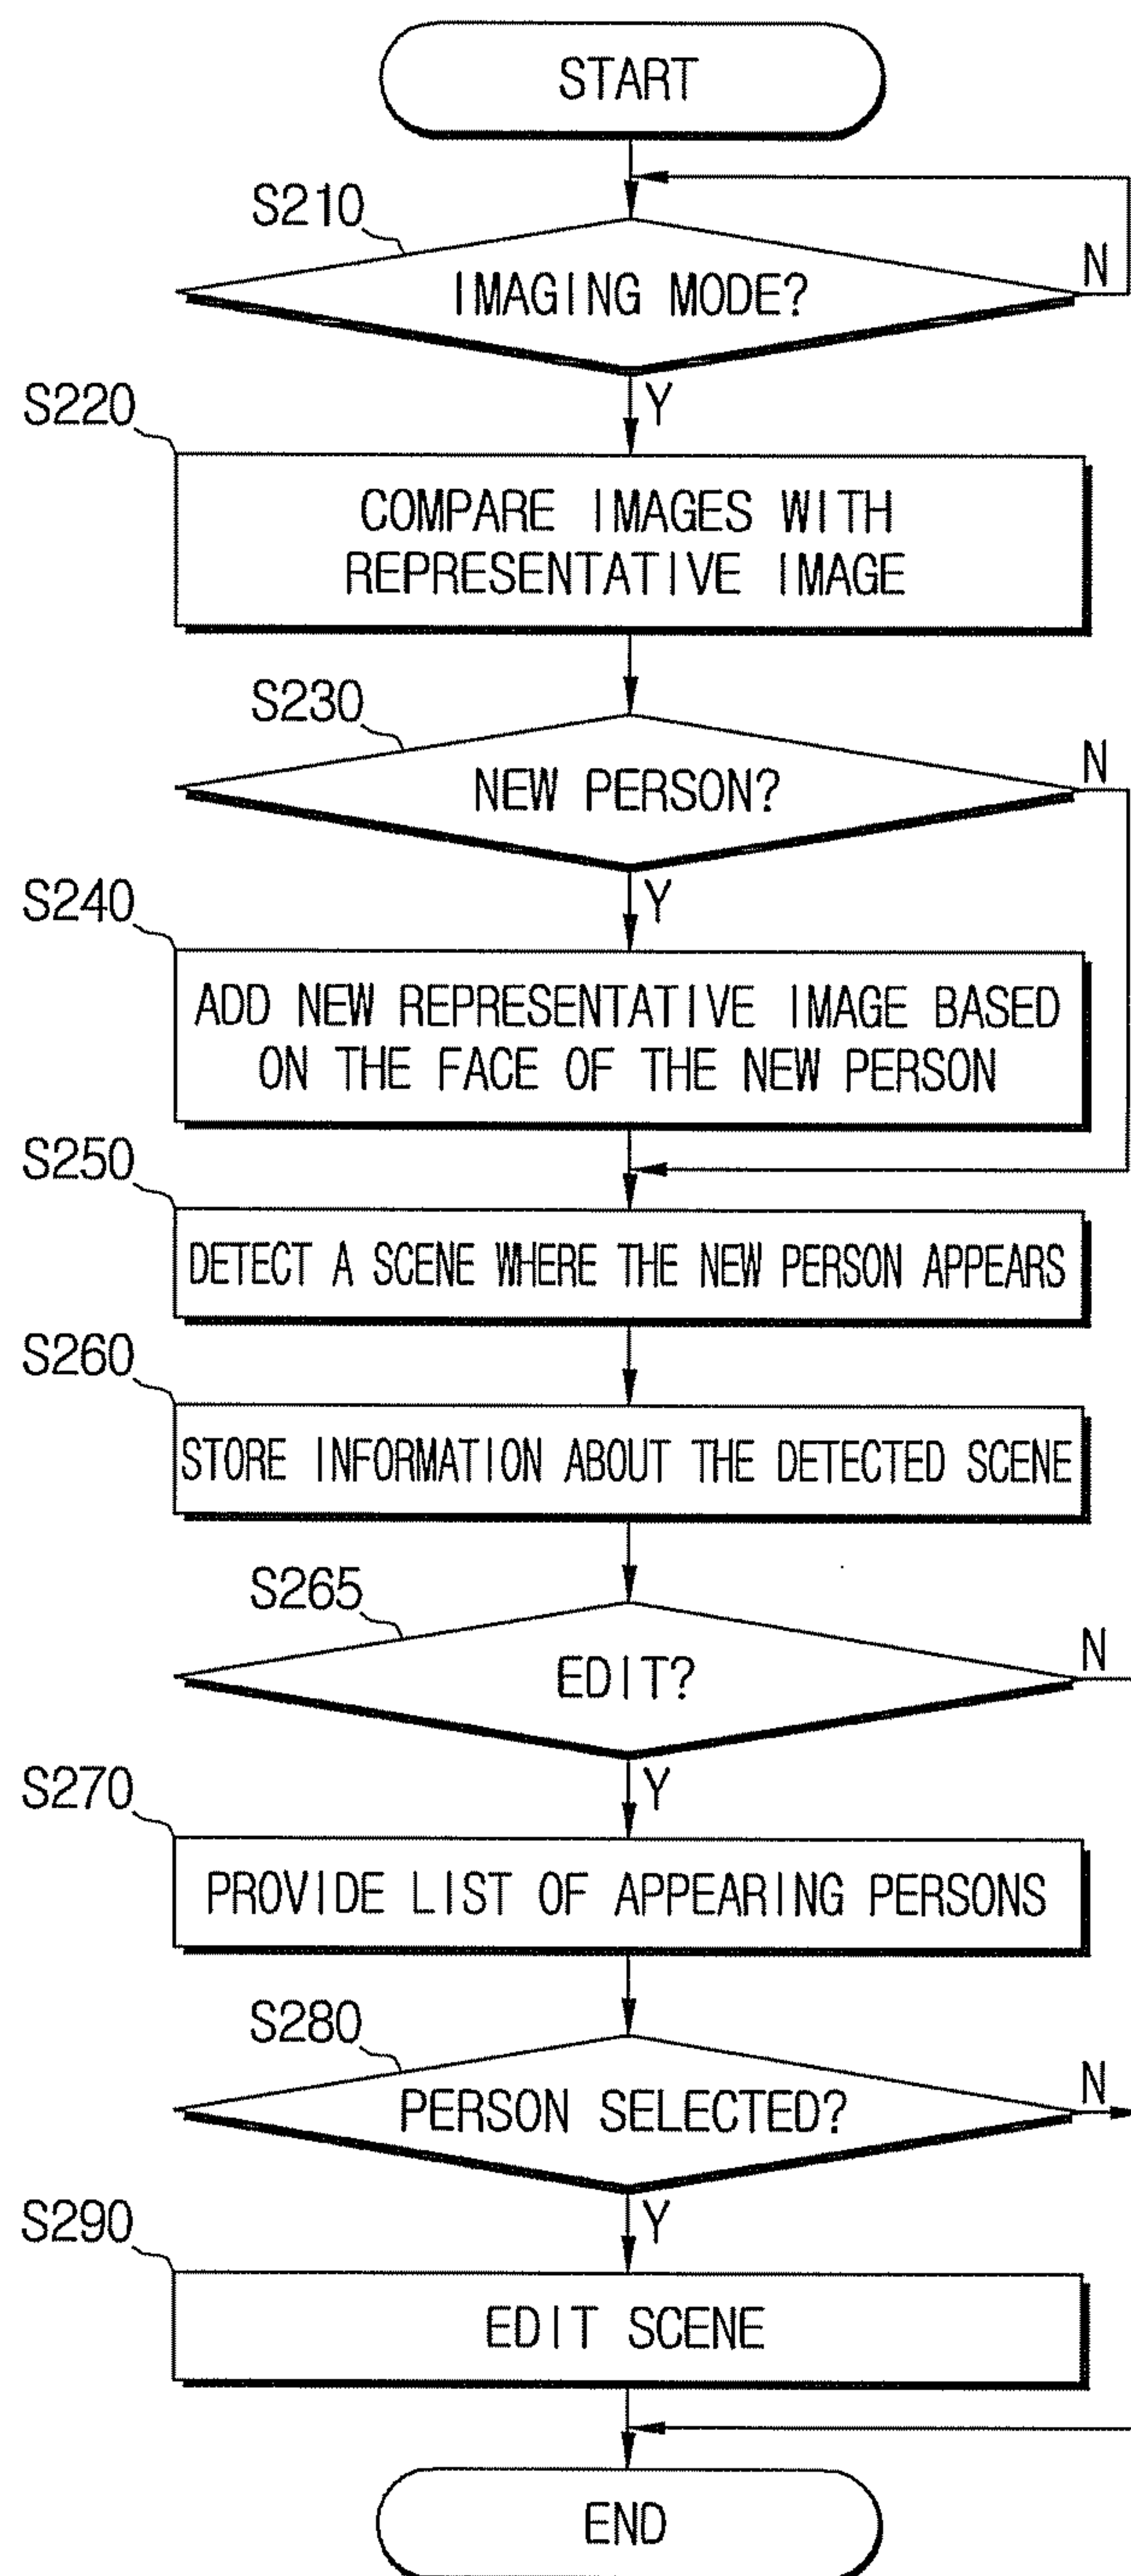 START
S210
N
IMAGING MODE?
Y
S220
COMPARE IMAGES WITH
REPRESENTATIVE IMAGE
S230
N
NEW PERSON?
Y
S240
ADD NEW REPRESENTATIVE IMAGE BASED
ON THE FACE OF THE NEW PERSON
S250
DETECT A SCENE WHERE THE NEW PERSON APPEARS
S260
STORE INFORMATION ABOUT THE DETECTED SCENE
S265
N
EDIT?
Y
S270
PROVIDE LIST OF APPEARING PERSONS
S280
N
PERSON SELECTED?
Y
S290
EDIT SCENE
END